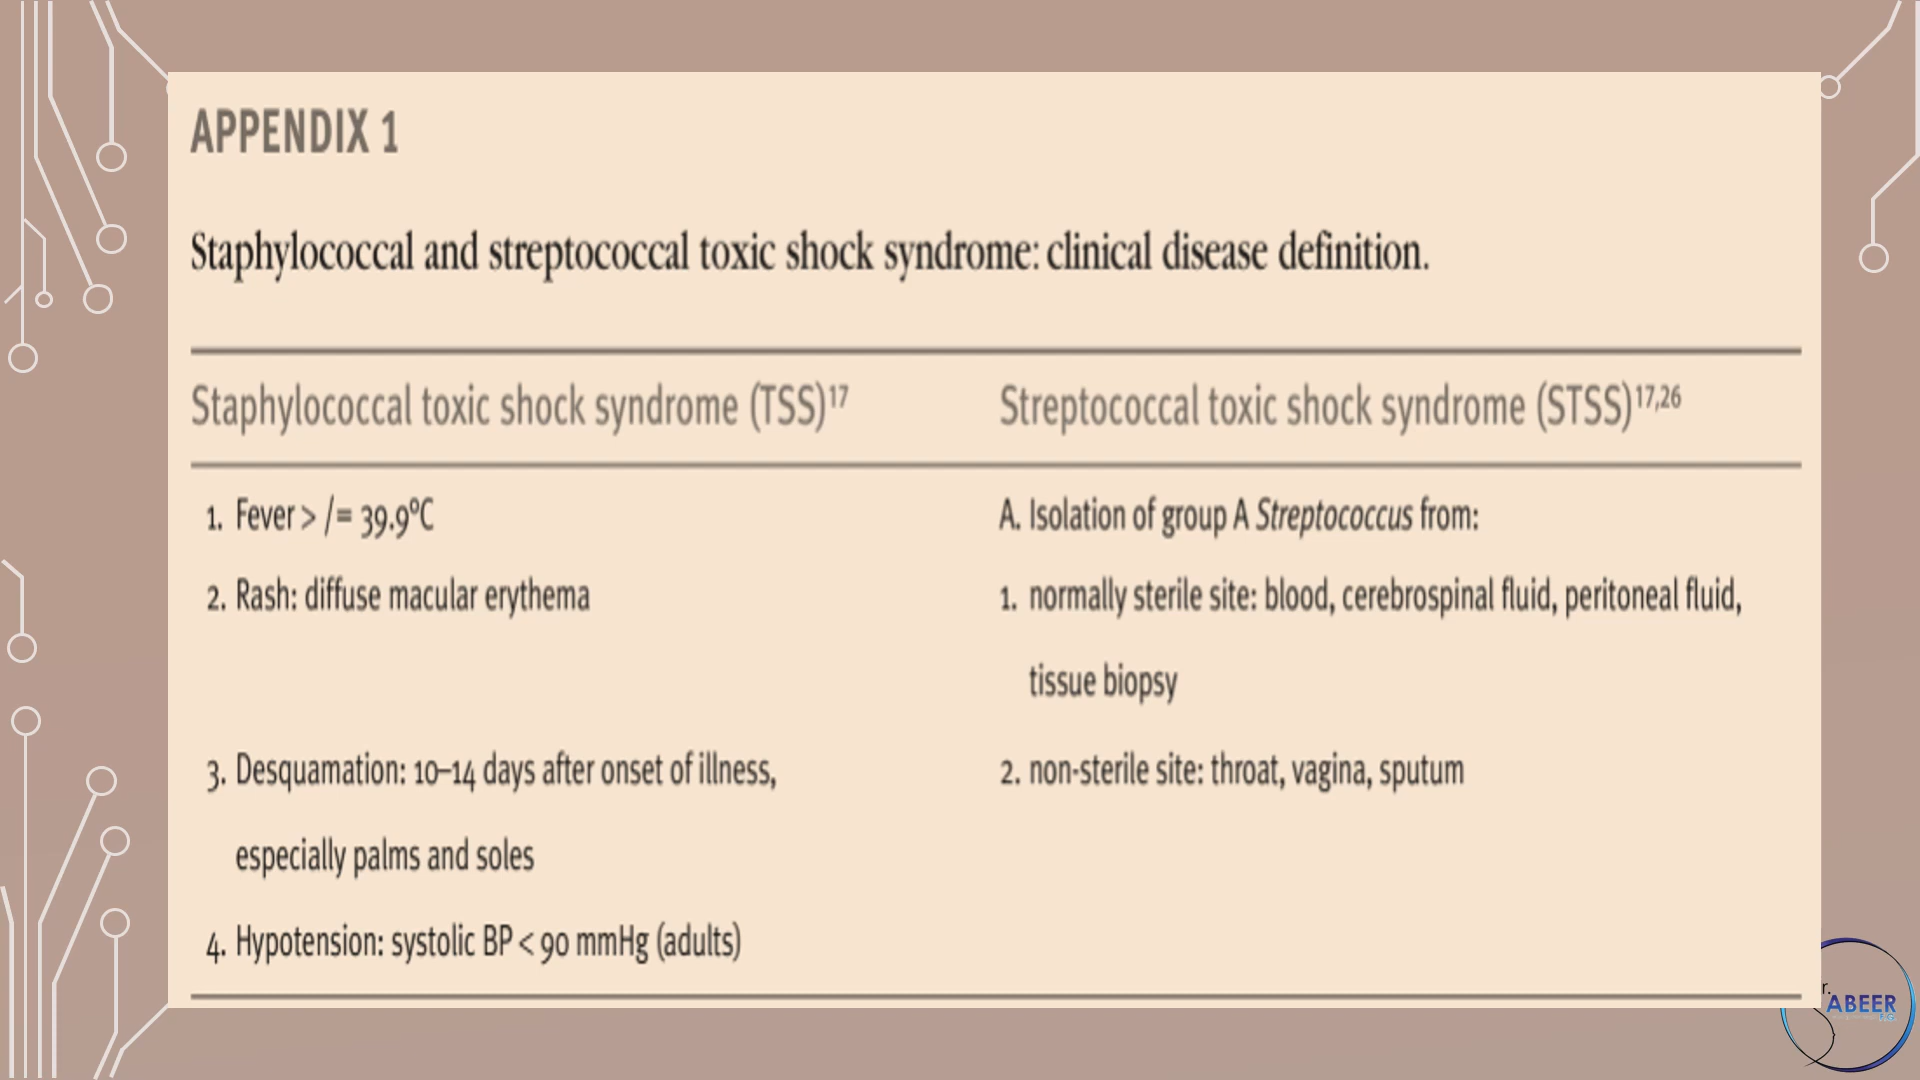 APPENDIX 1
Staphylococcal and streptococcal toxic shock syndrome: clinical disease definition.
Staphylococcal toxic shock syndrome (TSS)17
Streptococcal toxic shock syndrome (STSS)17,26
1. Fever > /= 39.9ºC
A. Isolation of group A Streptococcus from:
2. Rash: diffuse macular erythema
1. normally sterile site: blood, cerebrospinal fluid, peritoneal fluid,
tissue biopsy
3. Desquamation: 10–14 days after onset of illness,
especially palms and soles
2. non-sterile site: throat, vagina, sputum
4. Hypotension: systolic BP < 90 mmHg (adults)
r.
ABEER